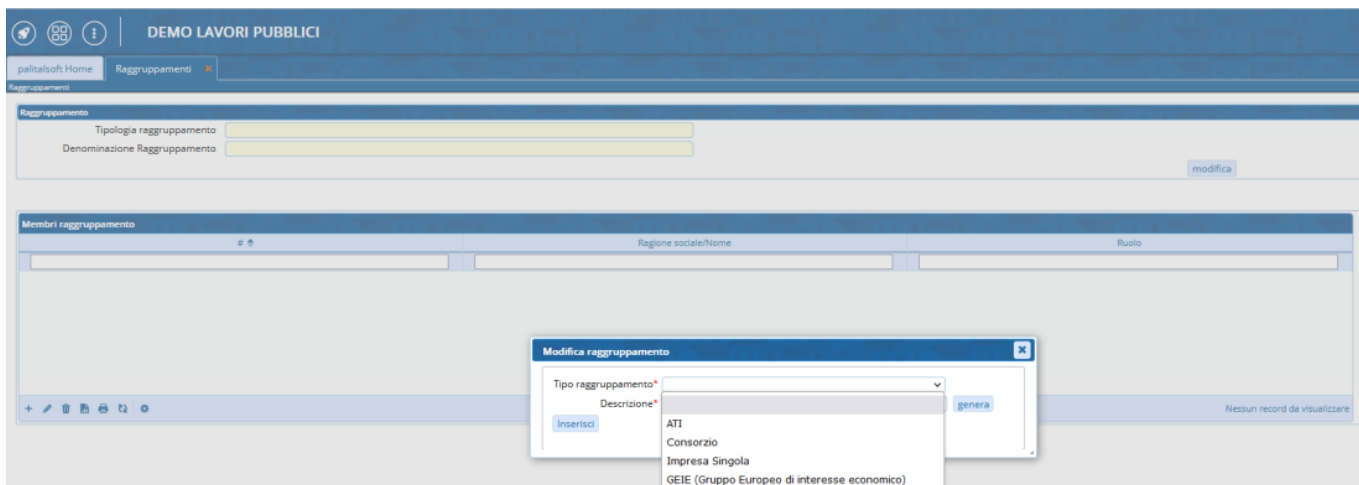 DEMO LAVORI PUBBLICI
palitalsoft Home
Raggruppamenti
Raggruppamenti
Raggruppamento
Tipologia raggruppamento
Denominazione Raggruppamento
modifica
Membri raggruppamento
# Ragione sociale/Nome Ruolo
Modifica raggruppamento
Tipo raggruppamento*
Descrizione*
genera
Inserisci
ATI
Consorzio
Impresa Singola
GEIE (Gruppo Europeo di interesse economico)
Nessun record da visualizzare